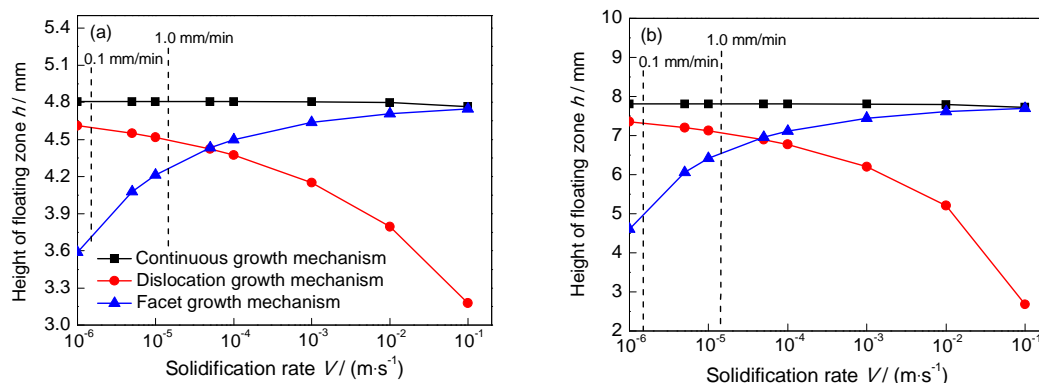 (a)
1.0 mm/min
0.1 mm/min
Height of floating zone h / mm
5.4
5.1
4.8
4.5
4.2
3.9
3.6
3.3
3.0
Continuous growth mechanism
Dislocation growth mechanism
Facet growth mechanism
10⁻⁶ 10⁻⁵ 10⁻⁴ 10⁻³ 10⁻² 10⁻¹
Solidification rate V / (m·s⁻¹)
(b)
1.0 mm/min
0.1 mm/min
Height of floating zone h / mm
10
9
8
7
6
5
4
3
2
10⁻⁶ 10⁻⁵ 10⁻⁴ 10⁻³ 10⁻² 10⁻¹
Solidification rate V / (m·s⁻¹)